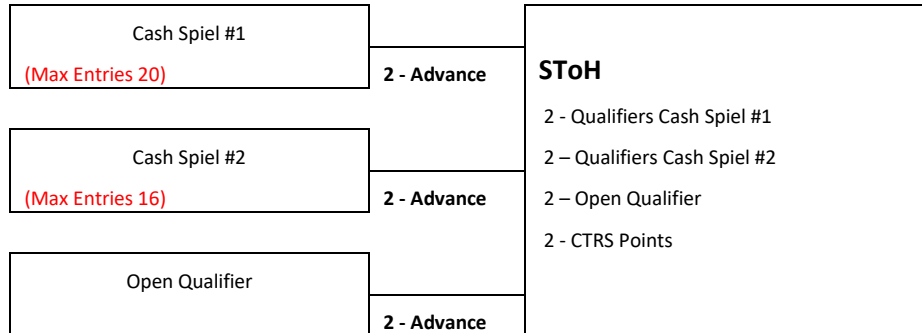 Cash Spiel #1
(Max Entries 20)
2 - Advance
Cash Spiel #2
(Max Entries 16)
2 - Advance
Open Qualifier
2 - Advance
SToH
2 - Qualifiers Cash Spiel #1
2 – Qualifiers Cash Spiel #2
2 – Open Qualifier
2 - CTRS Points